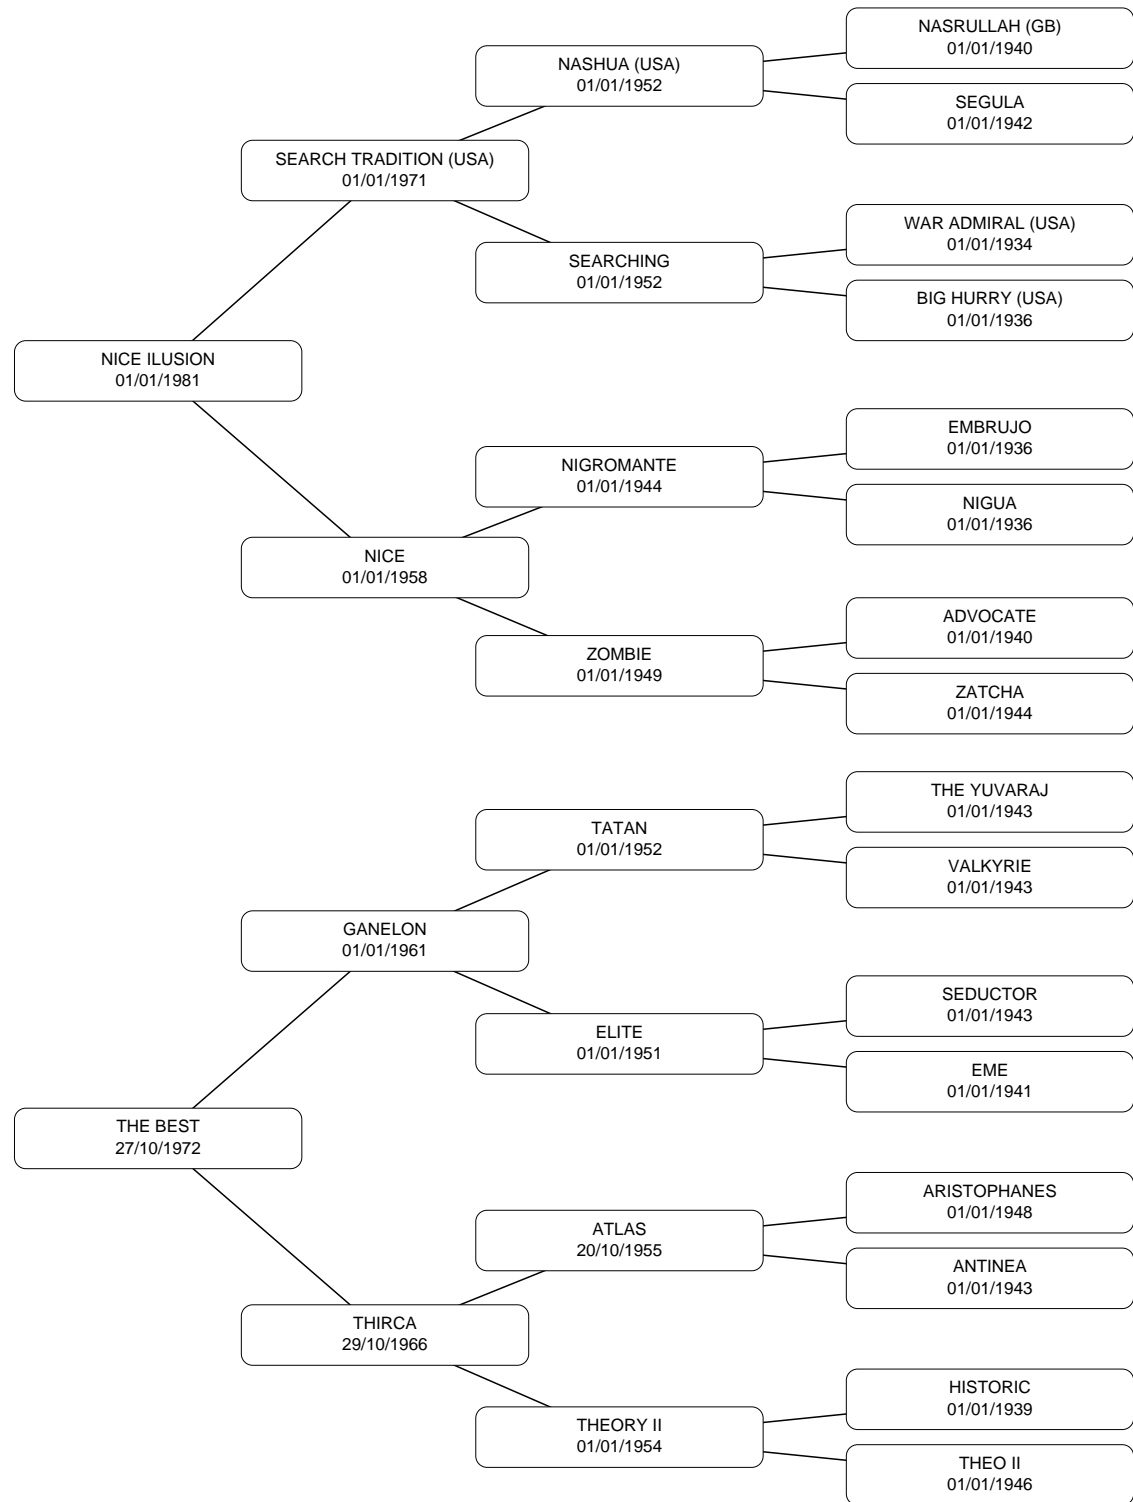 NASRULLAH (GB)
01/01/1940
NASHUA (USA)
01/01/1952
SEGULA
01/01/1942
SEARCH TRADITION (USA)
01/01/1971
WAR ADMIRAL (USA)
01/01/1934
SEARCHING
01/01/1952
BIG HURRY (USA)
01/01/1936
NICE ILUSION
01/01/1981
EMBRUJO
01/01/1936
NIGROMANTE
01/01/1944
NIGUA
01/01/1936
NICE
01/01/1958
ADVOCATE
01/01/1940
ZOMBIE
01/01/1949
ZATCHA
01/01/1944
THE YUVARAJ
01/01/1943
TATAN
01/01/1952
VALKYRIE
01/01/1943
GANELON
01/01/1961
SEDUCTOR
01/01/1943
ELITE
01/01/1951
EME
01/01/1941
THE BEST
27/10/1972
ARISTOPHANES
01/01/1948
ATLAS
20/10/1955
ANTINEA
01/01/1943
THIRCA
29/10/1966
HISTORIC
01/01/1939
THEORY II
01/01/1954
THEO II
01/01/1946